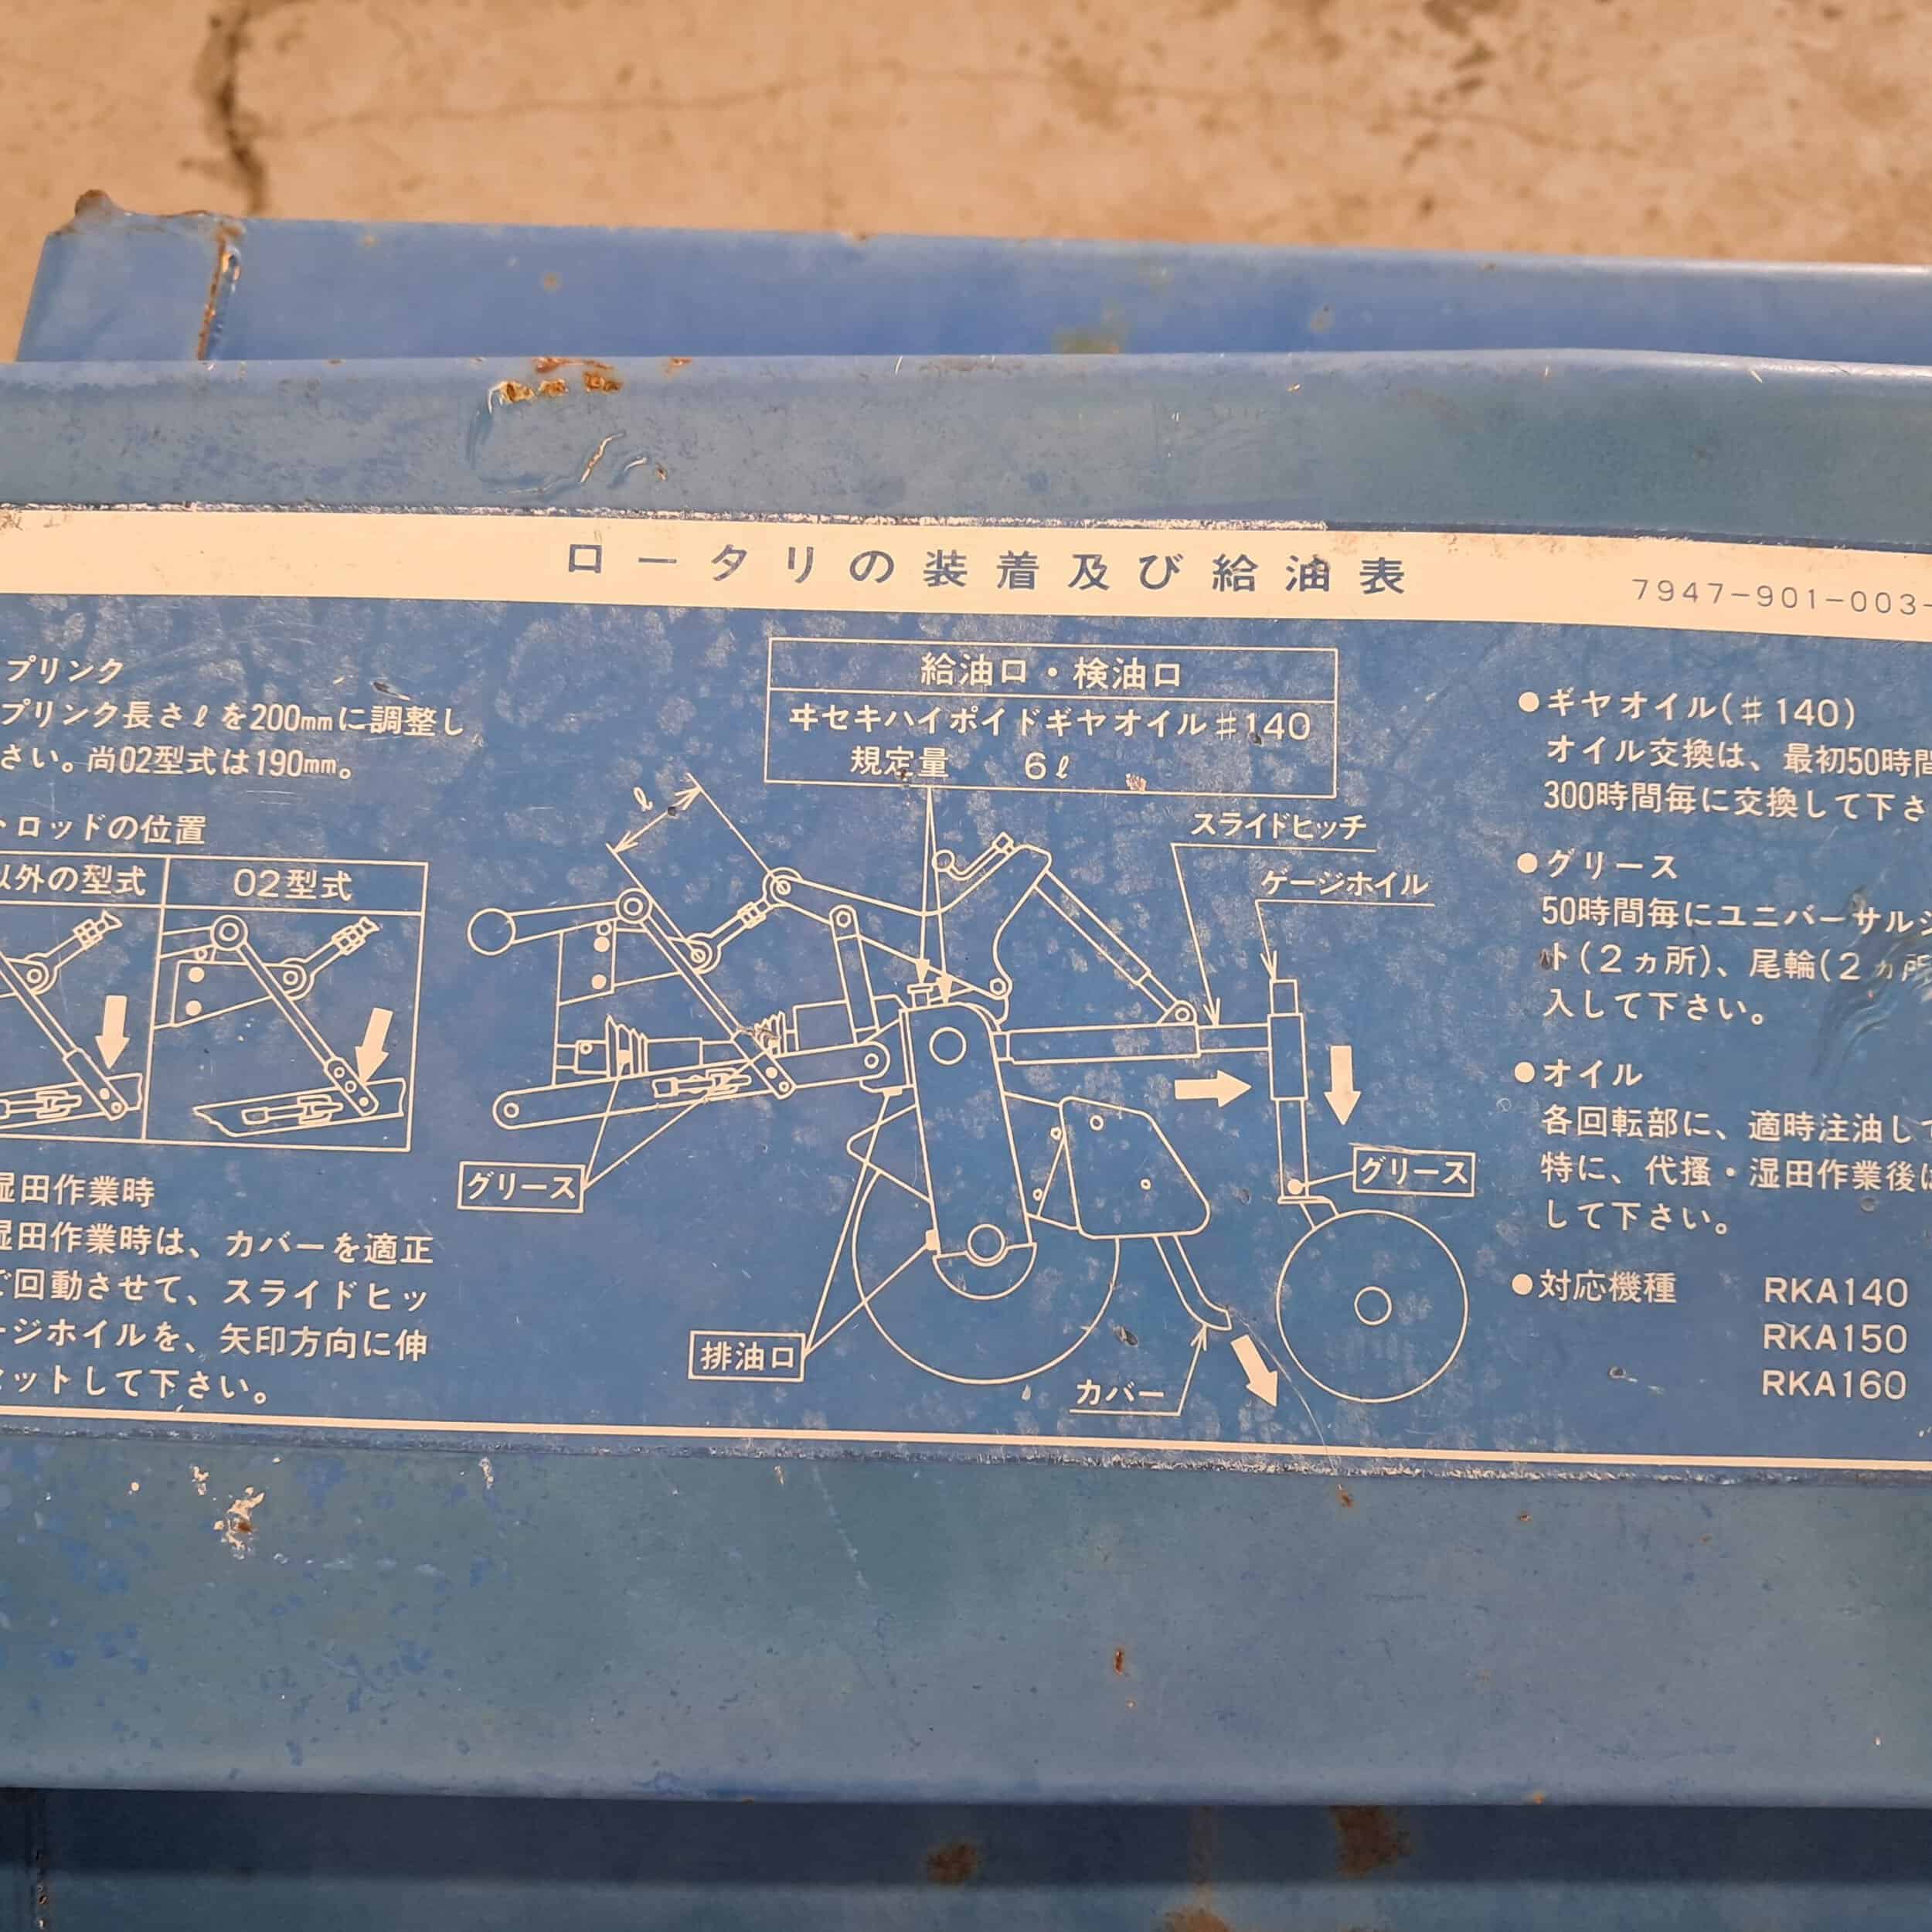 ロータリの装着及び給油表
7947-901-003-
プリンク
プリンク長さℓを200mmに調整し
さい。尚02型式は190mm。
トロッドの位置
以外の型式
02型式
湿田作業時
湿田作業時は、カバーを適正
で回動させて、スライドヒッ
ージホイルを、矢印方向に伸
セットして下さい。
給油口・検油口
ヰセキハイポイドギヤオイル♯140
規定量 6ℓ
ℓ
スライドヒッチ
ゲージホイル
グリース
グリース
排油口
カバー
●ギヤオイル(♯140)
オイル交換は、最初50時間
300時間毎に交換して下さ
●グリース
50時間毎にユニバーサルジ
ト(2ヵ所)、尾輪(2ヵ所
入して下さい。
●オイル
各回転部に、適時注油して
特に、代掻・湿田作業後は
して下さい。
●対応機種 RKA140
RKA150
RKA160